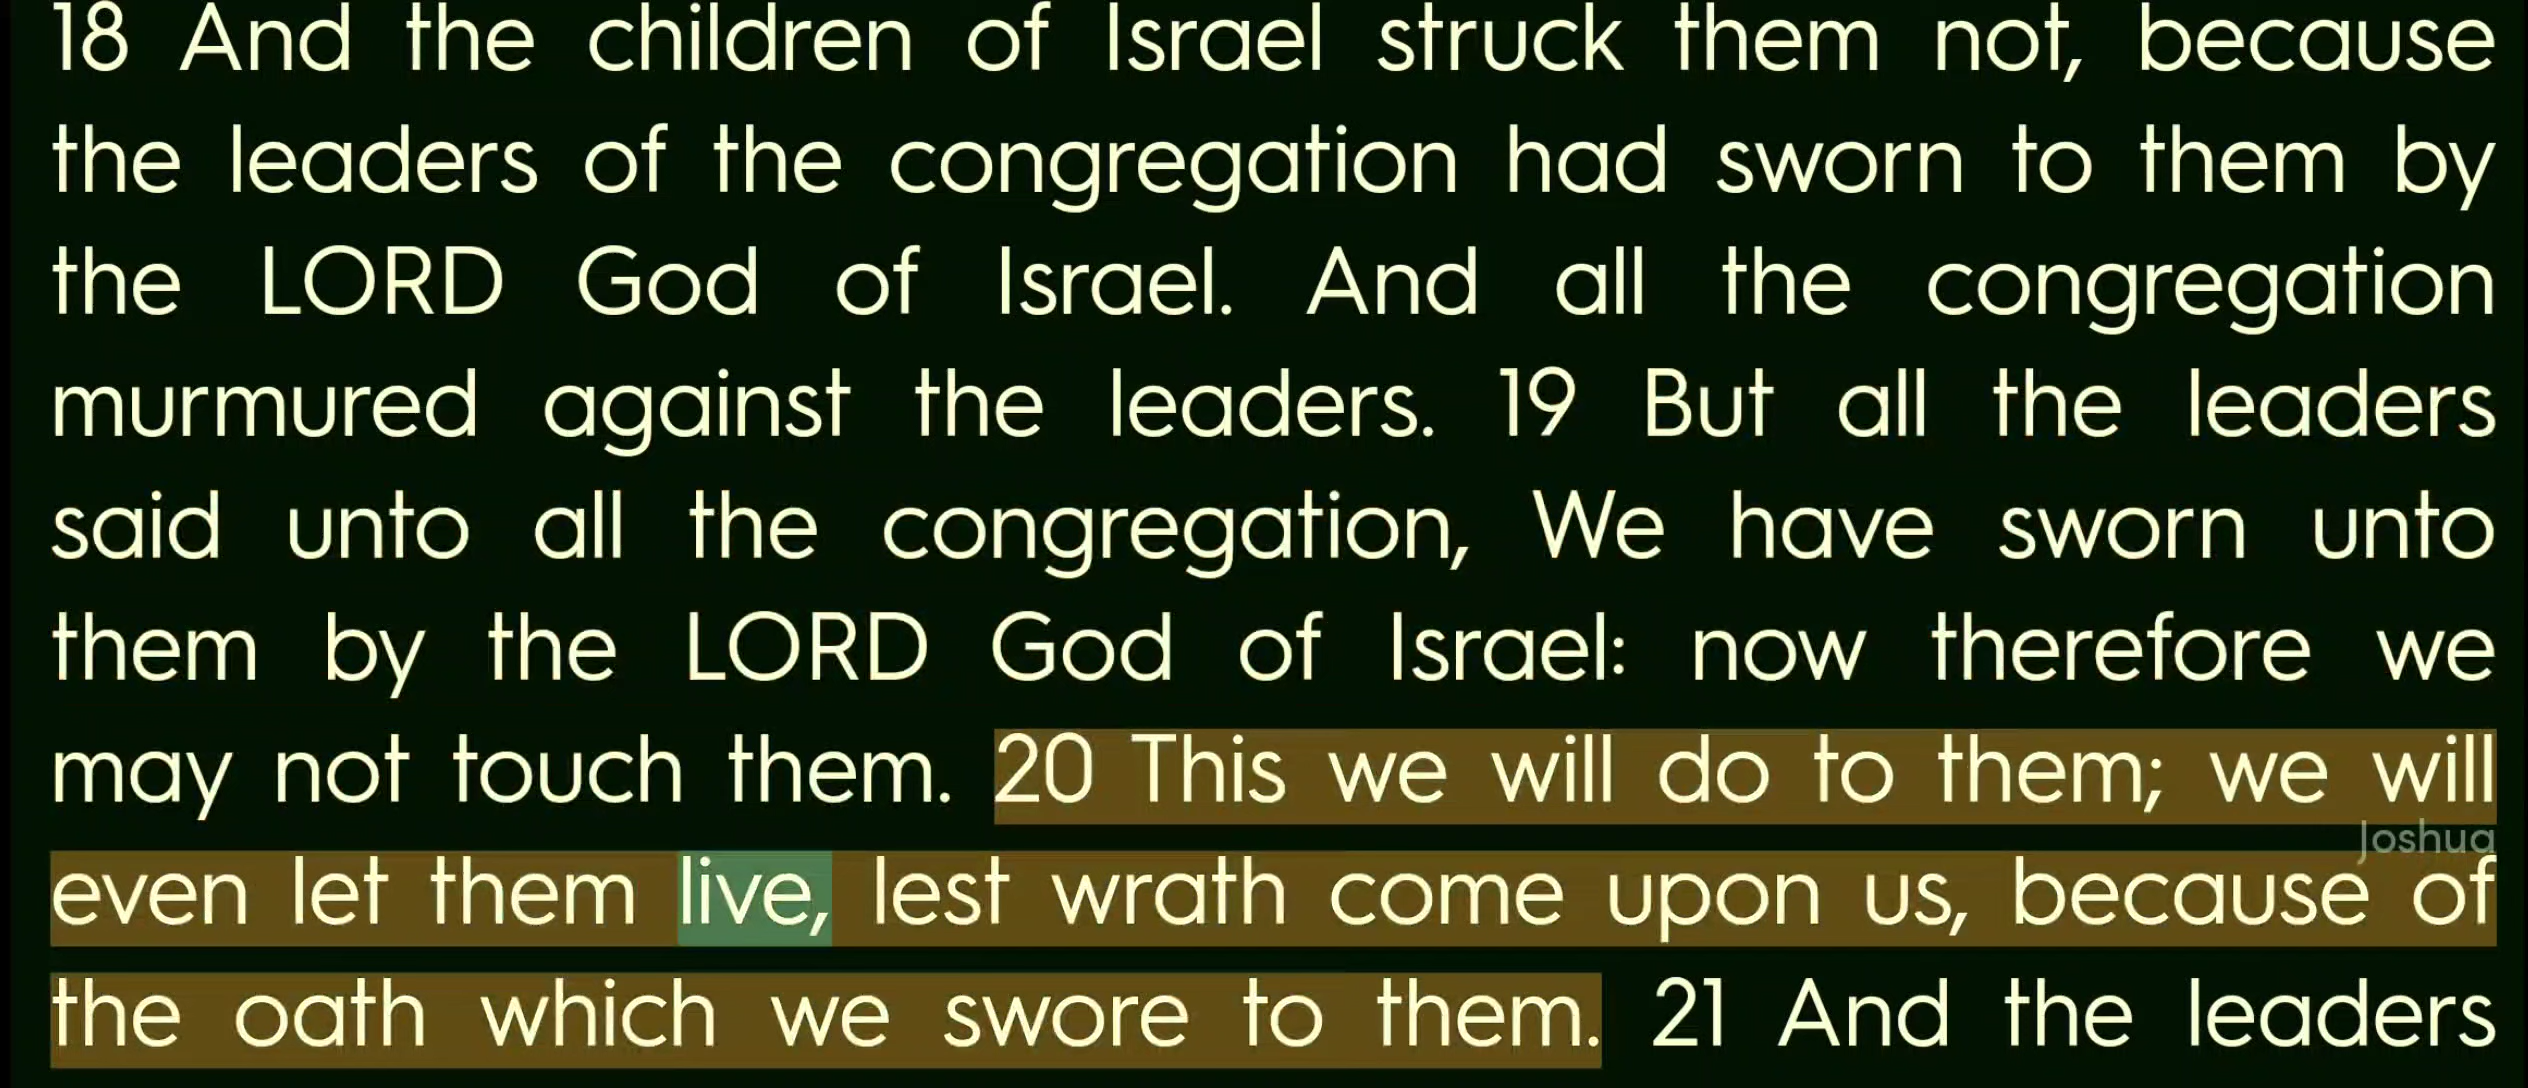 18 And the children of Israel struck them not, because
the leaders of the congregation had sworn to them by
the LORD God of Israel. And all the congregation
murmured against the leaders. 19 But all the leaders
said unto all the congregation, We have sworn unto
them by the LORD God of Israel: now therefore we
may not touch them. 20 This we will do to them; we will
Joshua
even let them live, lest wrath come upon us, because of
the oath which we swore to them. 21 And the leaders